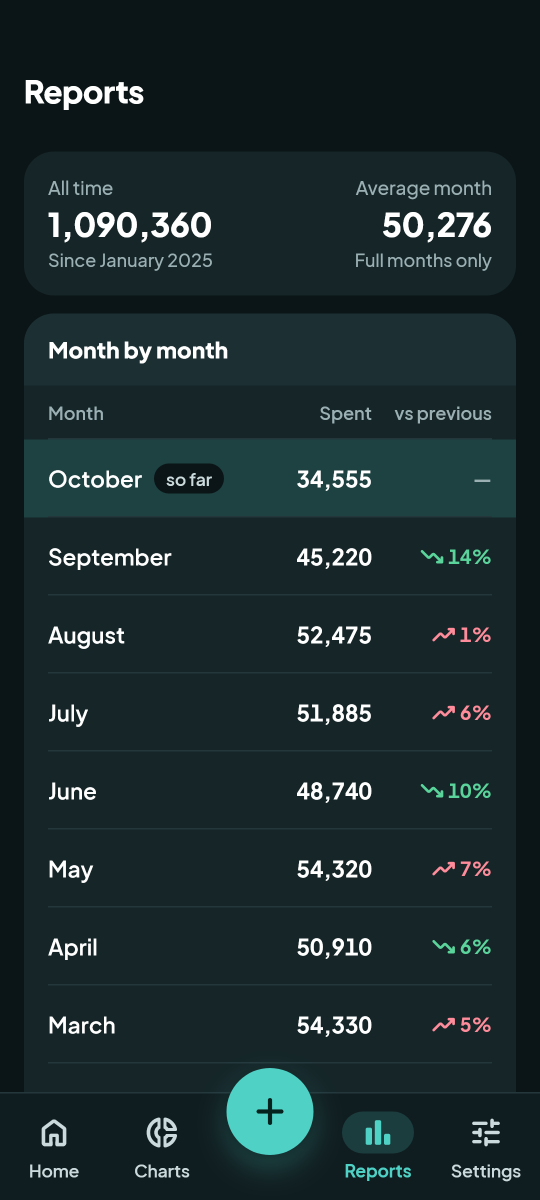 Reports
All time Average month
1,090,360 50,276
Since January 2025 Full months only
Month by month
Month Spent vs previous
October so far 34,555 —
September 45,220 14%
August 52,475 1%
July 51,885 6%
June 48,740 10%
May 54,320 7%
April 50,910 6%
March 54,330 5%
Home Charts Reports Settings